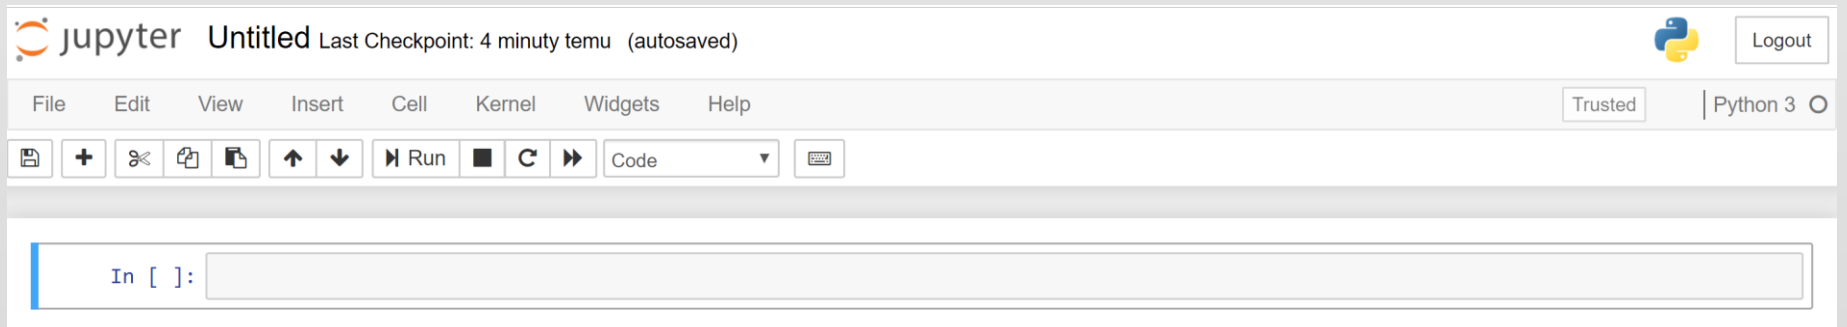 jupyter Untitled Last Checkpoint: 4 minuty temu (autosaved)
Logout
File Edit View Insert Cell Kernel Widgets Help
Trusted
Python 3
Run
Code
In [ ]: